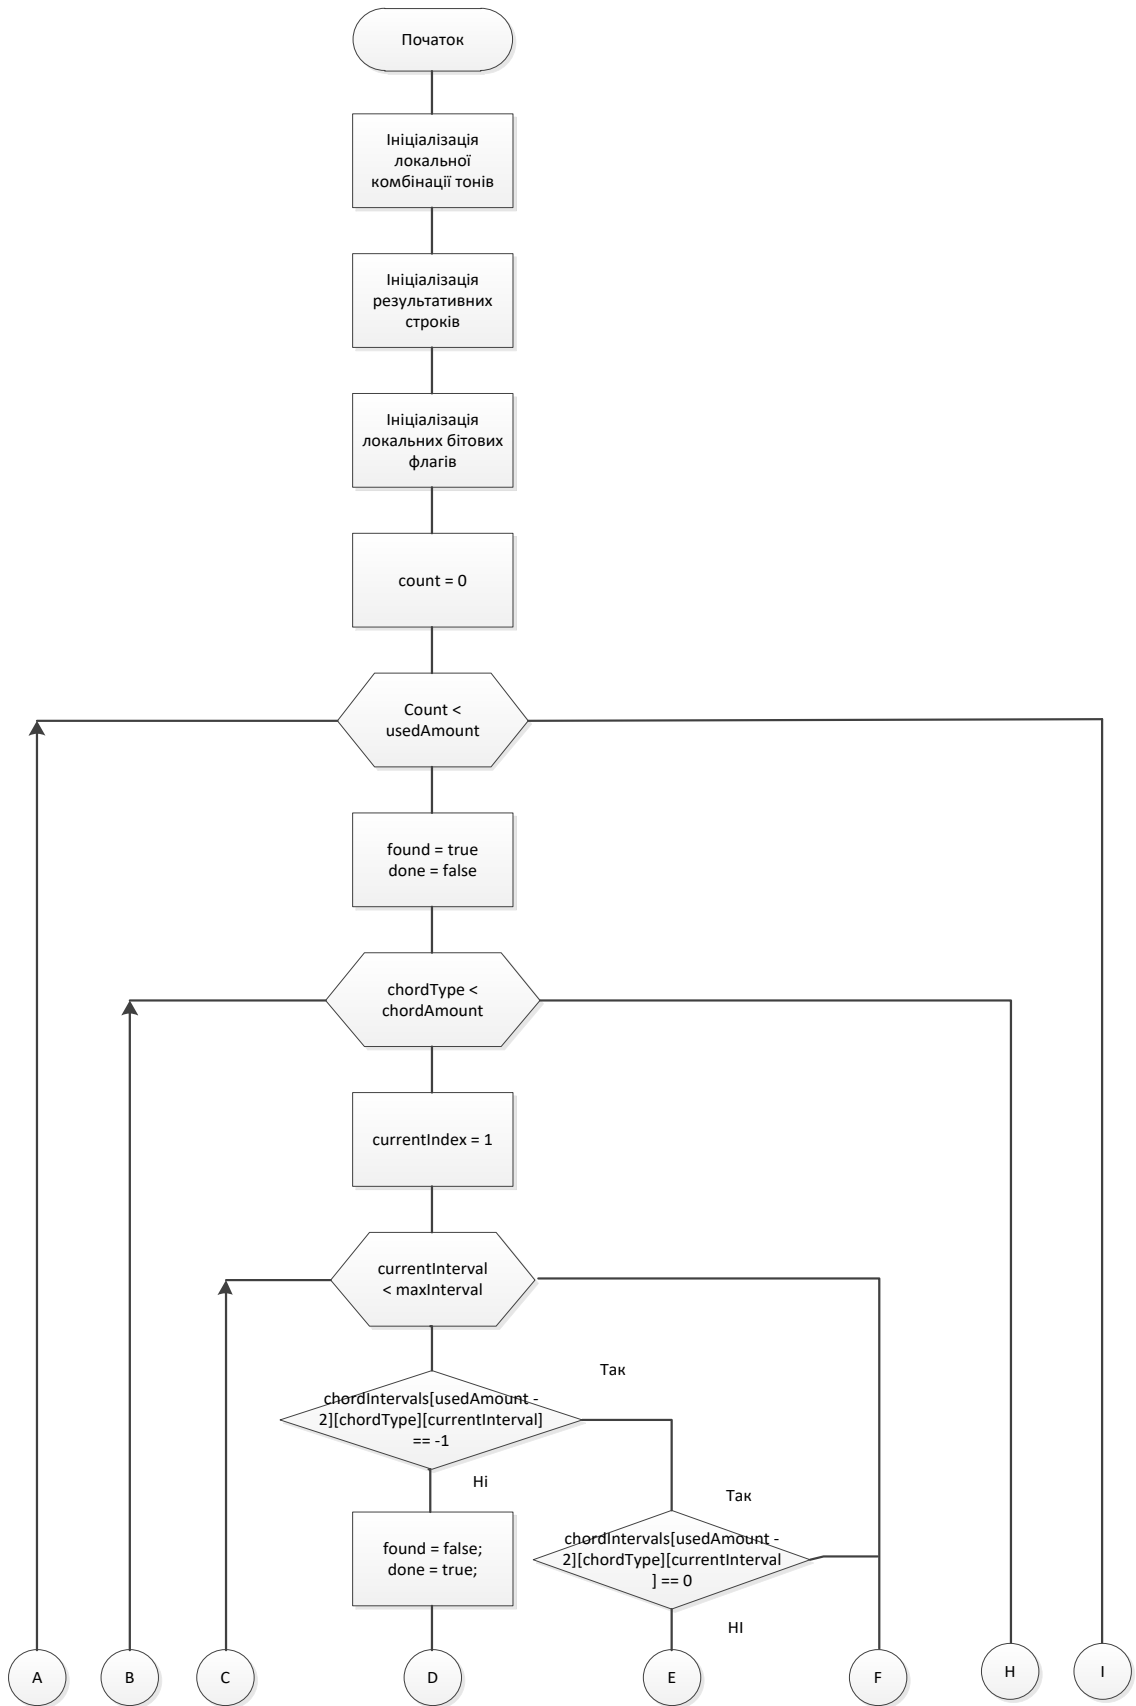 Початок
Ініціалізація
локальної
комбінації тонів
Ініціалізація
результативних
строків
Ініціалізація
локальних бітових
флагів
count = 0
Count <
usedAmount
found = true
done = false
chordType <
chordAmount
currentIndex = 1
currentInterval
< maxInterval
Так
chordIntervals[usedAmount -
2][chordType][currentInterval]
== -1
Ні
Так
found = false;
done = true;
chordIntervals[usedAmount -
2][chordType][currentInterval
] == 0
НІ
A
B
C
D
E
F
H
I